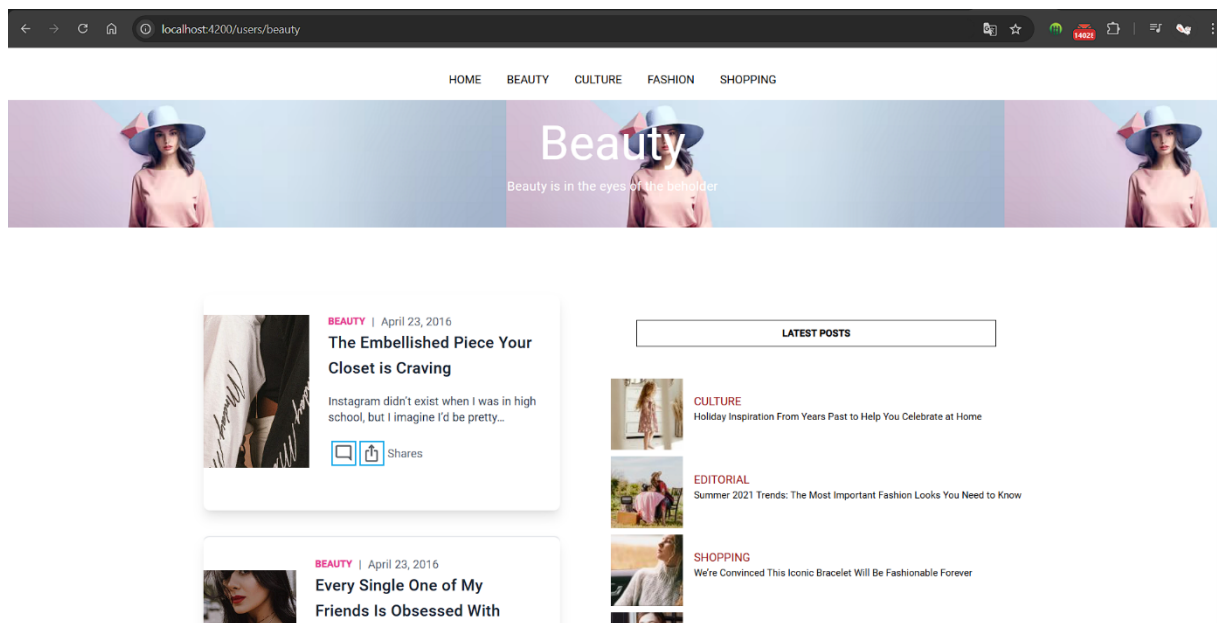 localhost:4200/users/beauty
14028
HOME BEAUTY CULTURE FASHION SHOPPING
Beauty
Beauty is in the eyes of the beholder
BEAUTY | April 23, 2016
The Embellished Piece Your
Closet is Craving
Instagram didn't exist when I was in high
school, but I imagine I'd be pretty...
Shares
BEAUTY | April 23, 2016
Every Single One of My
Friends Is Obsessed With
LATEST POSTS
CULTURE
Holiday Inspiration From Years Past to Help You Celebrate at Home
EDITORIAL
Summer 2021 Trends: The Most Important Fashion Looks You Need to Know
SHOPPING
We're Convinced This Iconic Bracelet Will Be Fashionable Forever